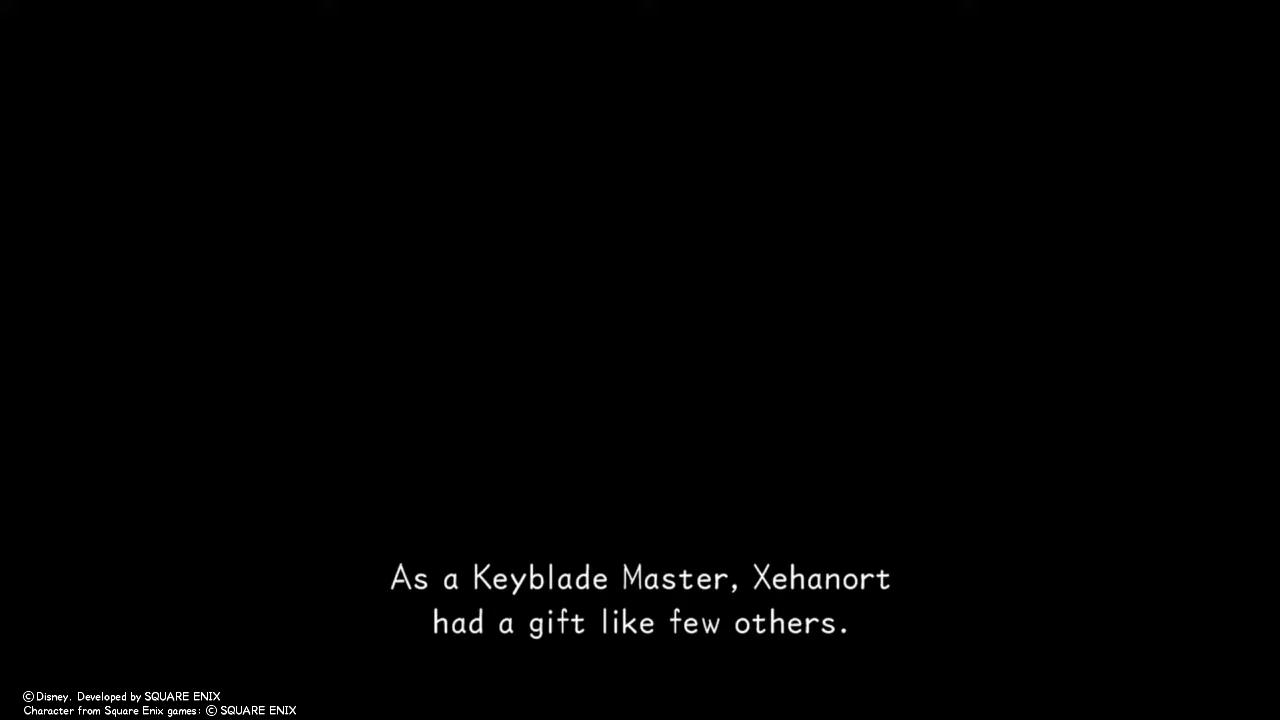 As a Keyblade Master, Xehanort
had a gift like few others.
©Disney. Developed by SQUARE ENIX
Character from Square Enix games: © SQUARE ENIX